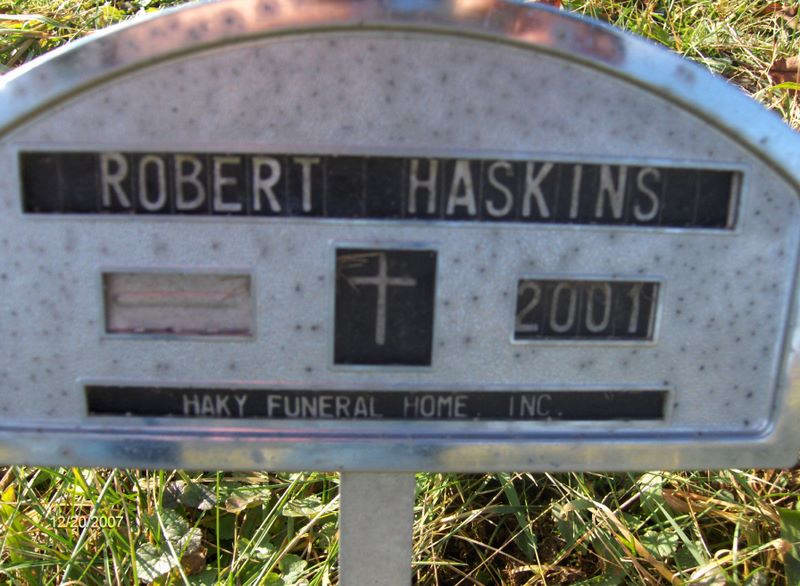 ROBERT HASKINS
2001
HAKY FUNERAL HOME, INC.
12/20/2007